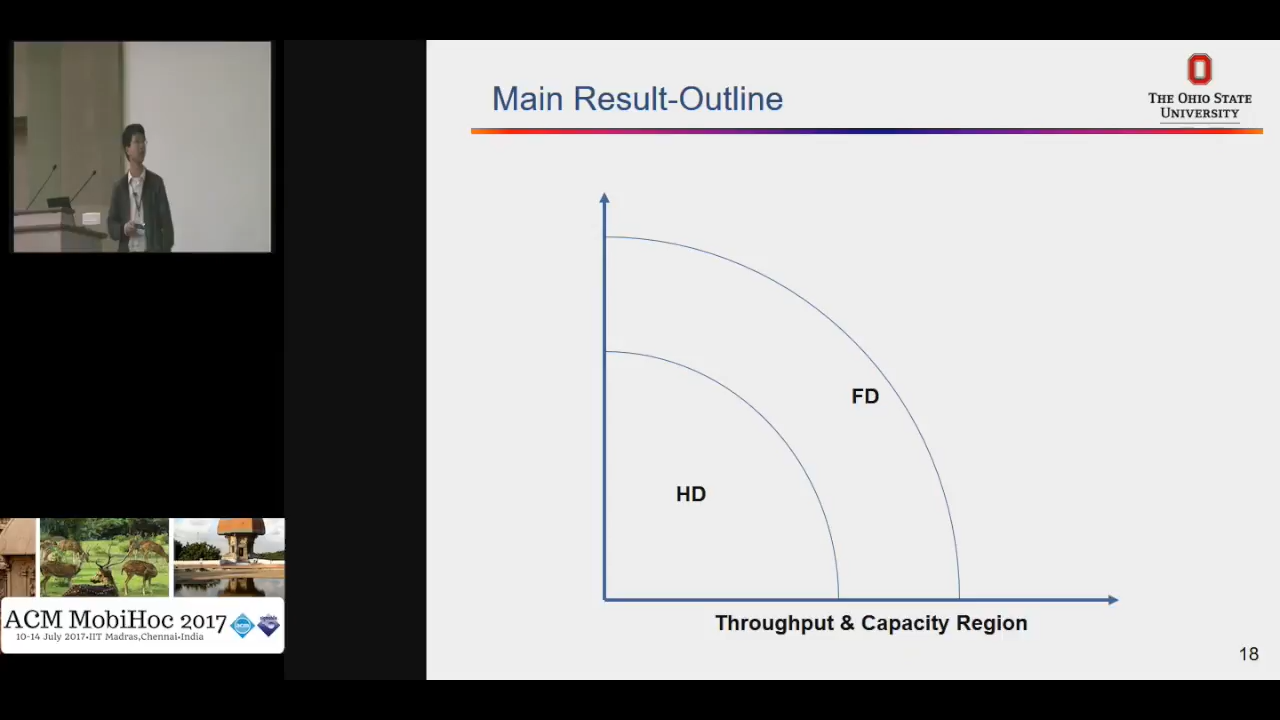 Main Result-Outline
THE OHIO STATE
UNIVERSITY
FD
HD
Throughput & Capacity Region
18
ACM MobiHoc 2017
10-14 July 2017•IIT Madras,Chennai•India